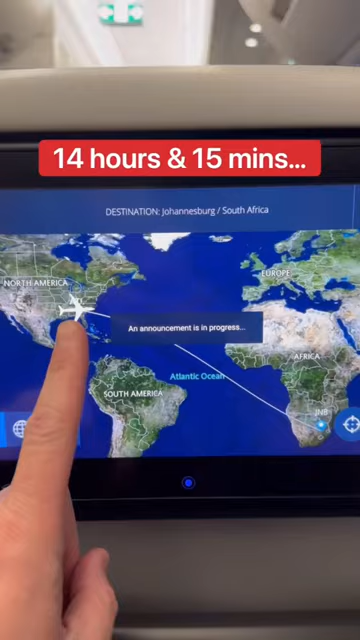 14 hours & 15 mins...
DESTINATION: Johannesburg / South Africa
NORTH AMERICA
EUROPE
ATL
An announcement is in progress...
AFRICA
Atlantic Ocean
SOUTH AMERICA
JNB